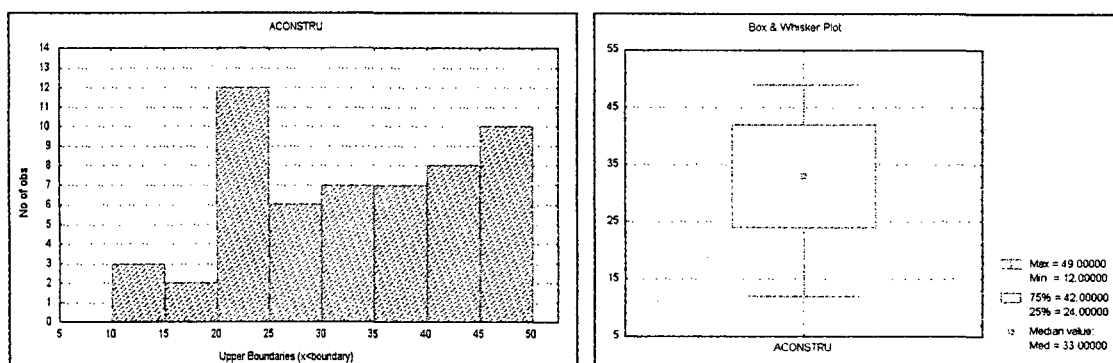 ACONSTRU
14
13
12
11
10
9
8
7
6
5
4
3
2
1
0
No of obs
5 10 15 20 25 30 35 40 45 50
Upper Boundaries (x<boundary)
Box & Whisker Plot
55
45
35
25
15
5
ACONSTRU
Max = 49.00000
Min = 12.00000
75% = 42.00000
25% = 24.00000
Median value:
Med = 33.00000